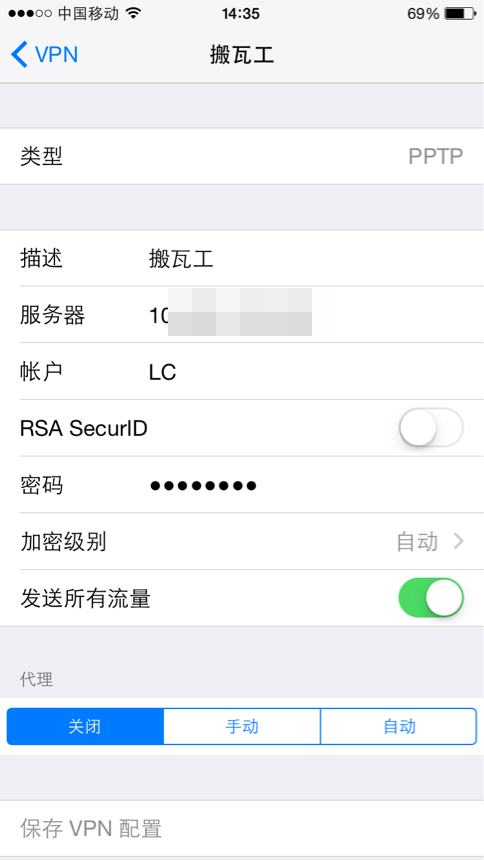 中国移动 14:35 69%
VPN 搬瓦工
类型 PPTP
描述 搬瓦工
服务器 10
帐户 LC
RSA SecurID
密码 ●●●●●●●●
加密级别 自动
发送所有流量
代理
关闭 手动 自动
保存 VPN 配置